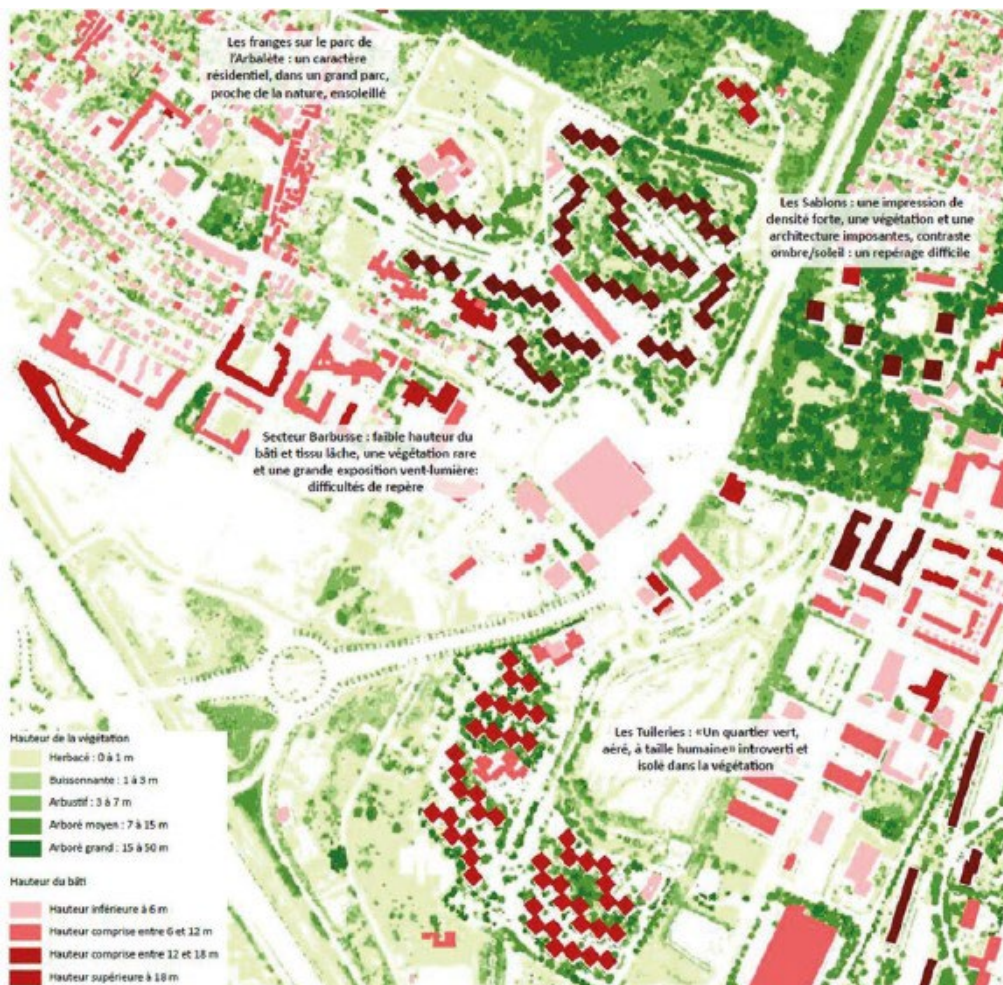 Les franges sur le parc de
l'Arbalète : un caractère
résidentiel, dans un grand parc,
proche de la nature, ensoleillé
Les Sablons : une impression de
densité forte, une végétation et une
architecture imposantes, contraste
ombre/soleil : un repérage difficile
Secteur Barbusse : faible hauteur du
bâti et tissu lâche, une végétation rare
et une grande exposition vent-lumière:
difficultés de repère
Les Tuileries : «Un quartier vert,
aéré, à taille humaine» introverti et
isolé dans la végétation
Hauteur de la végétation
Herbacé : 0 à 1 m
Buissonnante : 1 à 3 m
Arbustif : 3 à 7 m
Arboré moyen : 7 à 15 m
Arboré grand : 15 à 50 m
Hauteur du bâti
Hauteur inférieure à 6 m
Hauteur comprise entre 6 et 12 m
Hauteur comprise entre 12 et 18 m
Hauteur supérieure à 18 m